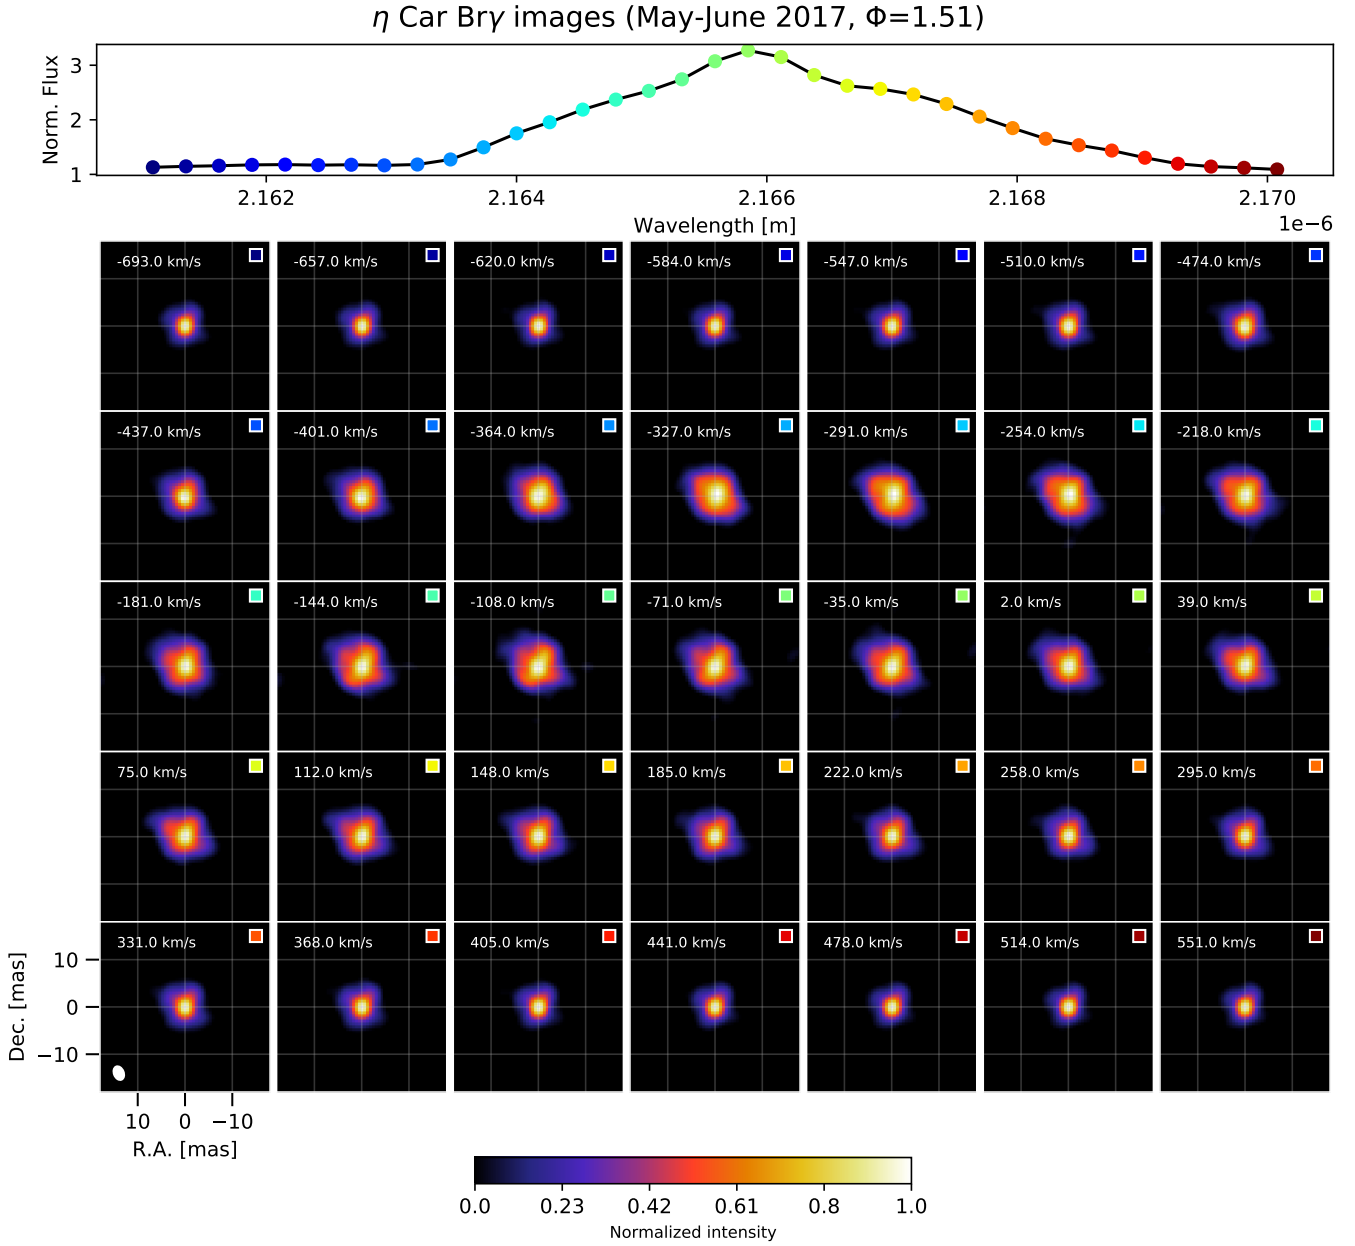 η Car Brγ images (May-June 2017, Φ=1.51)
Norm. Flux
3
2
1
2.162 2.164 2.166 2.168 2.170
Wavelength [m]
1e−6
-693.0 km/s -657.0 km/s -620.0 km/s -584.0 km/s -547.0 km/s -510.0 km/s -474.0 km/s
-437.0 km/s -401.0 km/s -364.0 km/s -327.0 km/s -291.0 km/s -254.0 km/s -218.0 km/s
-181.0 km/s -144.0 km/s -108.0 km/s -71.0 km/s -35.0 km/s 2.0 km/s 39.0 km/s
75.0 km/s 112.0 km/s 148.0 km/s 185.0 km/s 222.0 km/s 258.0 km/s 295.0 km/s
331.0 km/s 368.0 km/s 405.0 km/s 441.0 km/s 478.0 km/s 514.0 km/s 551.0 km/s
Dec. [mas]
10
0
−10
10 0 −10
R.A. [mas]
0.0 0.23 0.42 0.61 0.8 1.0
Normalized intensity